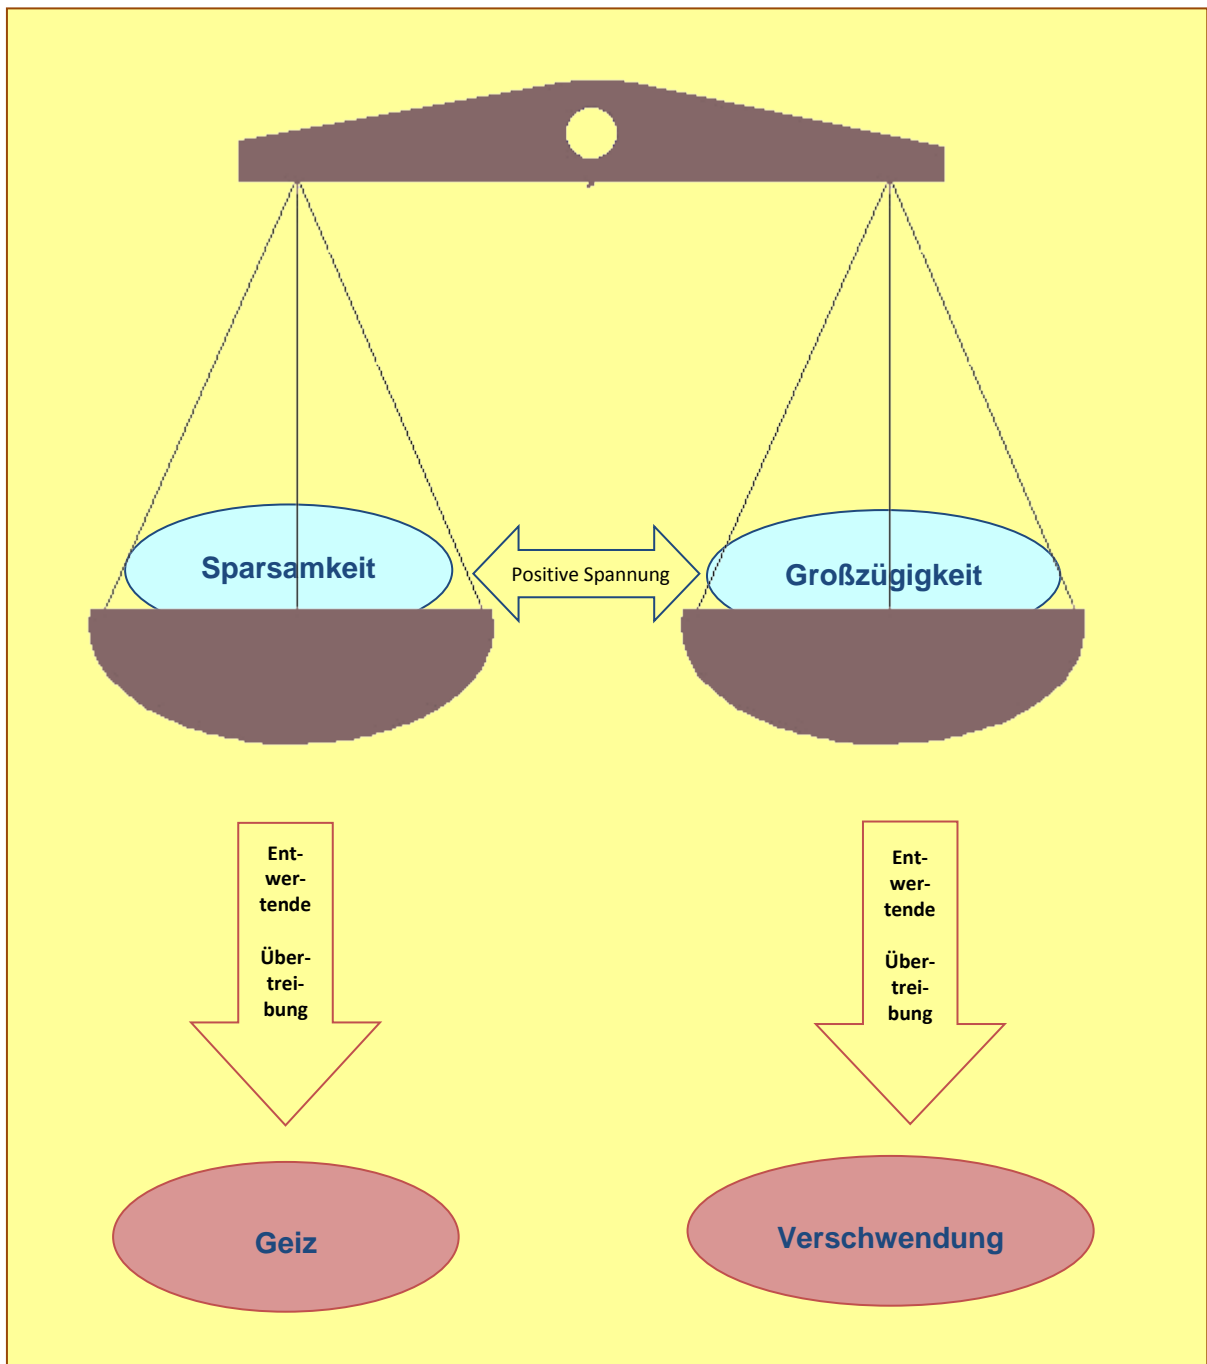 Sparsamkeit
Positive Spannung
Großzügigkeit
Ent-
wer-
tende
Über-
trei-
bung
Ent-
wer-
tende
Über-
trei-
bung
Geiz
Verschwendung